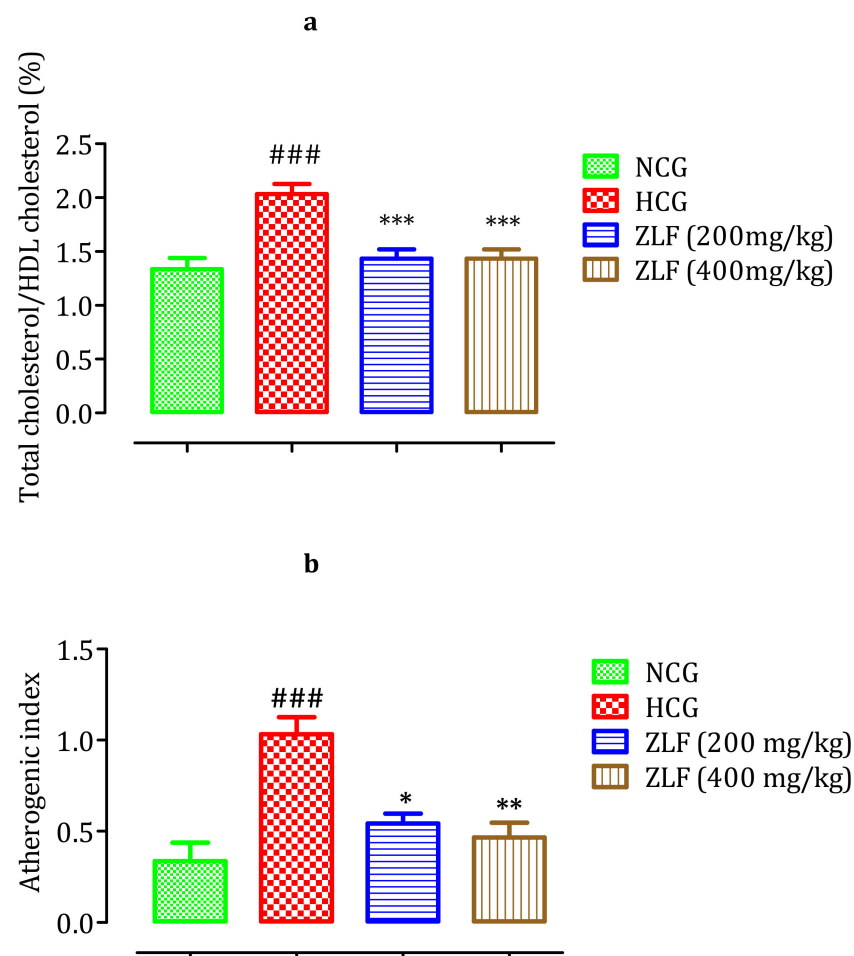 a
Total cholesterol/HDL cholesterol (%)
2.5
2.0
1.5
1.0
0.5
0.0
###
***
***
NCG
HCG
ZLF (200mg/kg)
ZLF (400mg/kg)
b
Atherogenic index
1.5
1.0
0.5
0.0
###
*
**
NCG
HCG
ZLF (200 mg/kg)
ZLF (400 mg/kg)